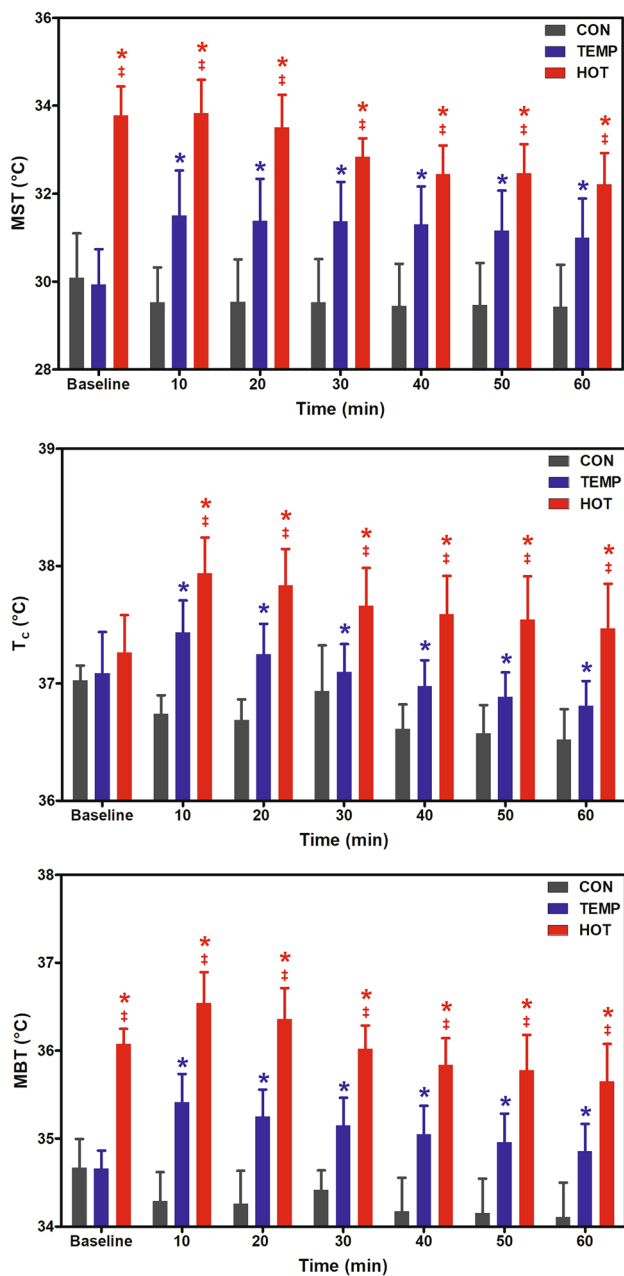 36
34
32
30
28
MST (°C)
CON
TEMP
HOT
* * * * * * *
‡ ‡ ‡ ‡ ‡ ‡ ‡
* * * * * *
Baseline 10 20 30 40 50 60
Time (min)
39
38
37
36
Tc (°C)
CON
TEMP
HOT
* * * * * *
‡ ‡ ‡ ‡ ‡ ‡
* * * * * *
Baseline 10 20 30 40 50 60
Time (min)
38
37
36
35
34
MBT (°C)
CON
TEMP
HOT
* * * * * * *
‡ ‡ ‡ ‡ ‡ ‡ ‡
* * * * * *
Baseline 10 20 30 40 50 60
Time (min)